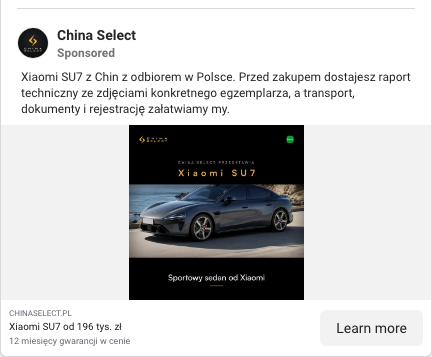 China Select
Sponsored
Xiaomi SU7 z Chin z odbiorem w Polsce. Przed zakupem dostajesz raport
techniczny ze zdjęciami konkretnego egzemplarza, a transport,
dokumenty i rejestrację załatwiamy my.
CHINA SELECT PRZEDSTAWIA
Xiaomi SU7
Sportowy sedan od Xiaomi
CHINASELECT.PL
Xiaomi SU7 od 196 tys. zł
12 miesięcy gwarancji w cenie
Learn more